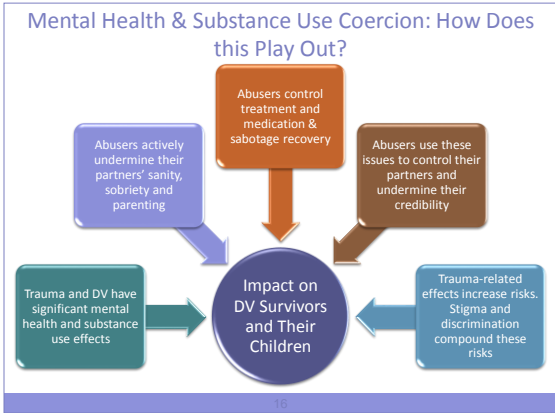 Mental Health & Substance Use Coercion: How Does
this Play Out?
Abusers control
treatment and
medication &
sabotage recovery
Abusers actively
undermine their
partners' sanity,
sobriety and
parenting
Abusers use these
issues to control their
partners and
undermine their
credibility
Trauma and DV have
significant mental
health and substance
use effects
Impact on
DV Survivors
and Their
Children
Trauma-related
effects increase risks.
Stigma and
discrimination
compound these
risks
16